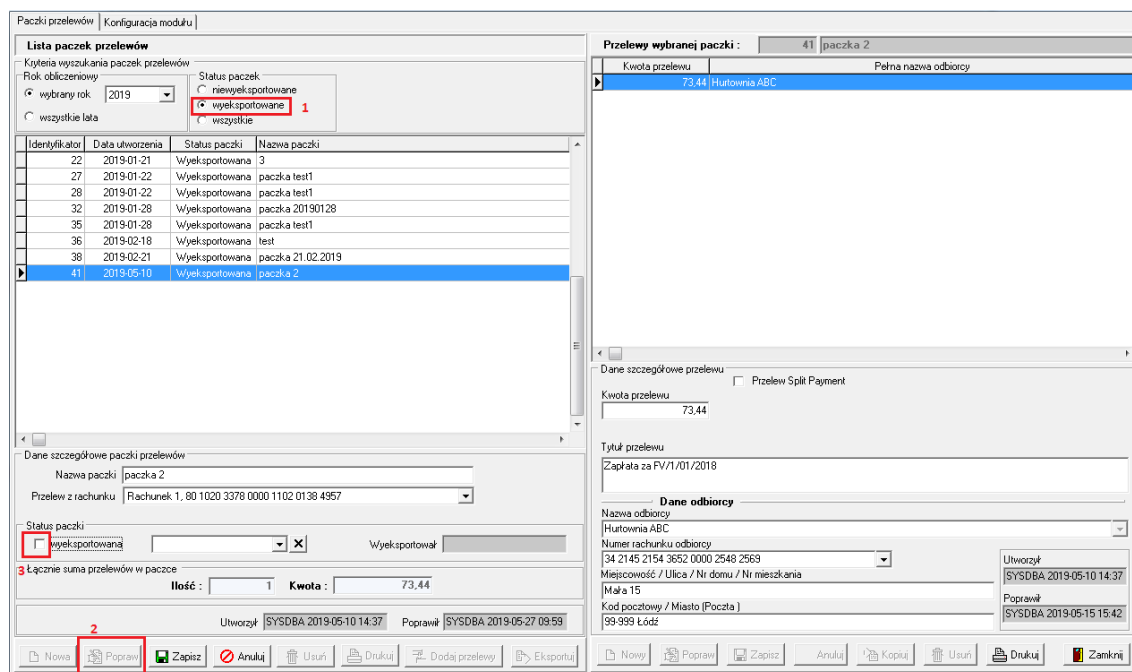 Paczki przelewów Konfiguracja modułu
Lista paczek przelewów
Kryteria wyszukania paczek przelewów
Rok obliczeniowy
wybrany rok 2019
wszystkie lata
Status paczek
niewyeksportowane
wyeksportowane 1
wszystkie
Identyfikator Data utworzenia Status paczki Nazwa paczki
22 2019-01-21 Wyeksportowana 3
27 2019-01-22 Wyeksportowana paczka test1
28 2019-01-22 Wyeksportowana paczka test1
32 2019-01-28 Wyeksportowana paczka 20190128
35 2019-01-28 Wyeksportowana paczka test1
36 2019-02-18 Wyeksportowana test
38 2019-02-21 Wyeksportowana paczka 21.02.2019
41 2019-05-10 Wyeksportowana paczka 2
Dane szczegółowe paczki przelewów
Nazwa paczki paczka 2
Przelew z rachunku Rachunek 1, 80 1020 3378 0000 1102 0138 4957
Status paczki
wyeksportowana Wyeksportował
3 Łącznie suma przelewów w paczce
Ilość : 1 Kwota : 73,44
Utworzył SYSDBA 2019-05-10 14:37 Poprawił SYSDBA 2019-05-27 09:59
2
Nowa Popraw Zapisz Anuluj Usuń Drukuj Dodaj przelewy Eksportuj
Przelewy wybranej paczki : 41 paczka 2
Kwota przelewu Pełna nazwa odbiorcy
73,44 Hurtownia ABC
Dane szczegółowe przelewu
Przelew Split Payment
Kwota przelewu
73,44
Tytuł przelewu
Zapłata za FV/1/01/2018
Dane odbiorcy
Nazwa odbiorcy
Hurtownia ABC
Numer rachunku odbiorcy
34 2145 2154 3652 0000 2548 2569
Miejscowość / Ulica / Nr domu / Nr mieszkania
Mała 15
Kod pocztowy / Miasto (Poczta )
99-999 Łódź
Utworzył
SYSDBA 2019-05-10 14:37
Poprawił
SYSDBA 2019-05-15 15:42
Nowy Popraw Zapisz Anuluj Kopiuj Usuń Drukuj Zamknij